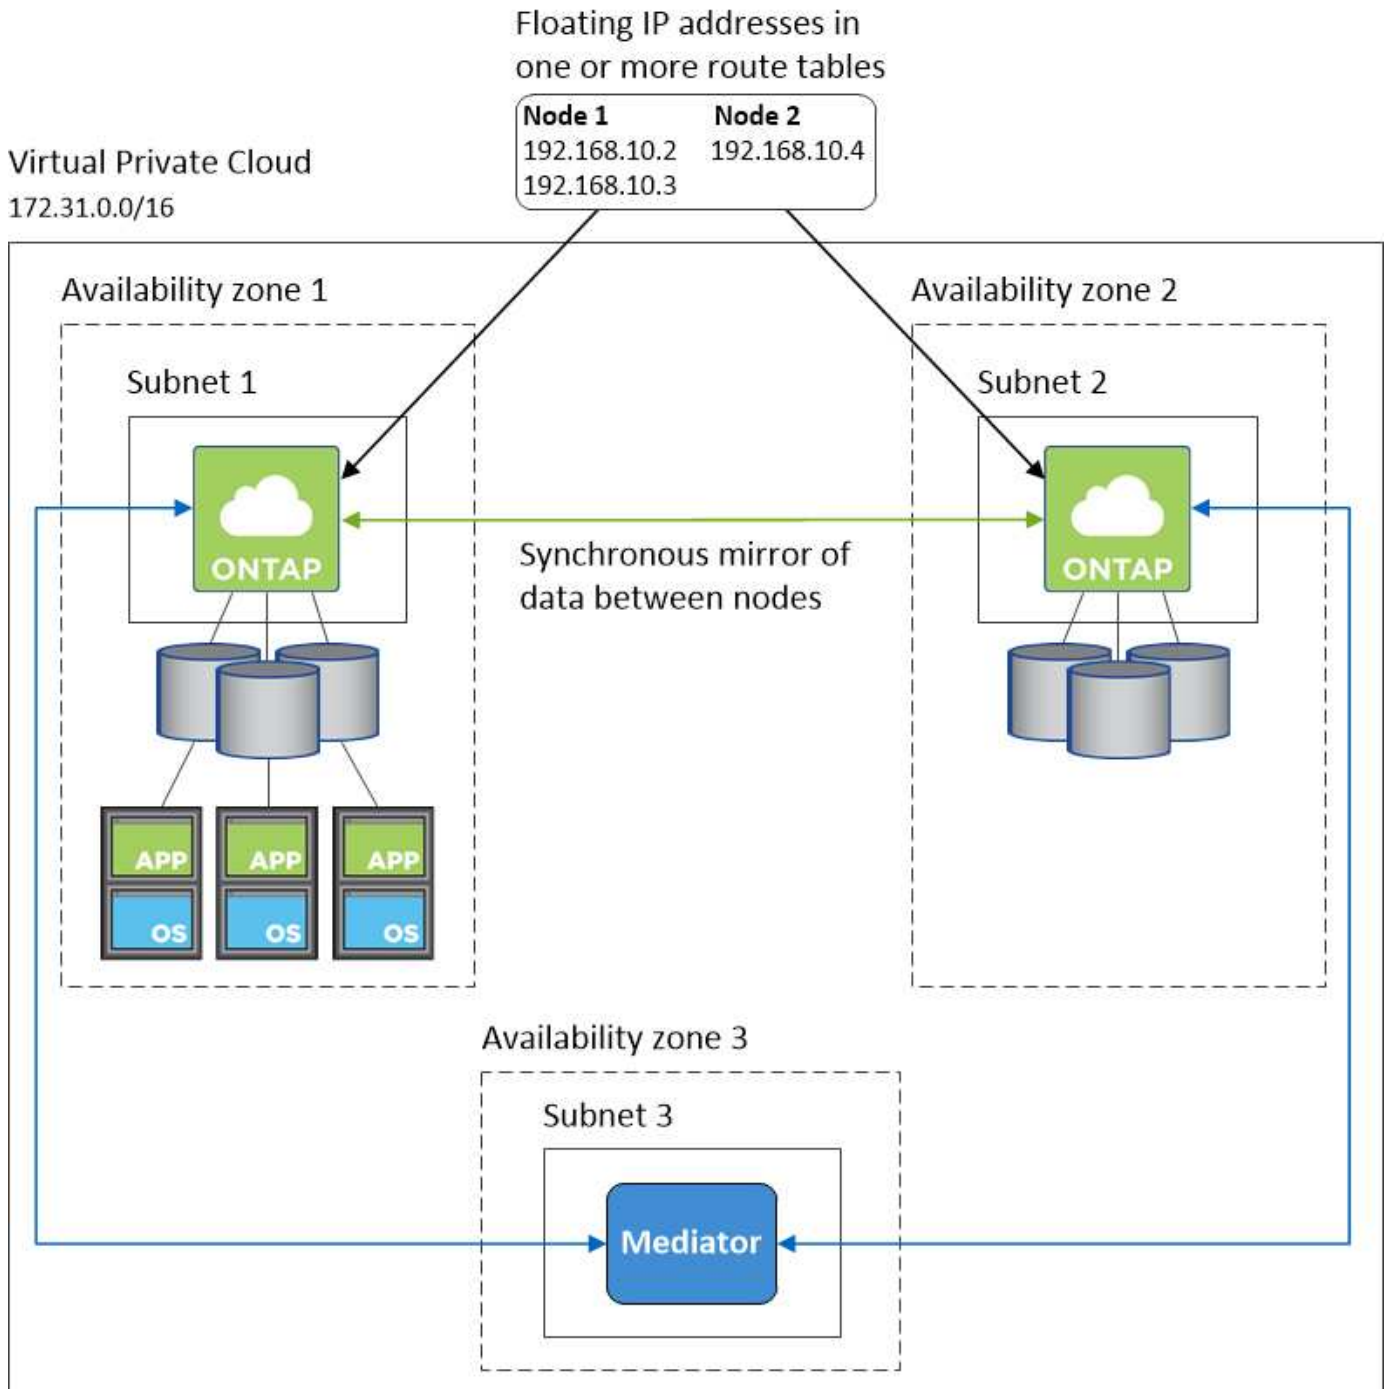 Floating IP addresses in
one or more route tables
Node 1 Node 2
192.168.10.2 192.168.10.4
192.168.10.3
Virtual Private Cloud
172.31.0.0/16
Availability zone 1
Availability zone 2
Subnet 1
Subnet 2
ONTAP
ONTAP
Synchronous mirror of
data between nodes
APP APP APP
OS OS OS
Availability zone 3
Subnet 3
Mediator